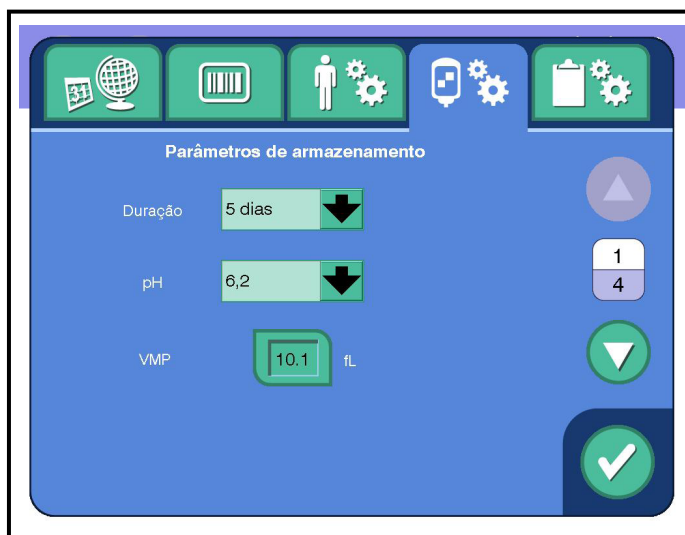 31
Parâmetros de armazenamento
Duração 5 dias
pH 6,2
VMP 10.1 fL
1
4